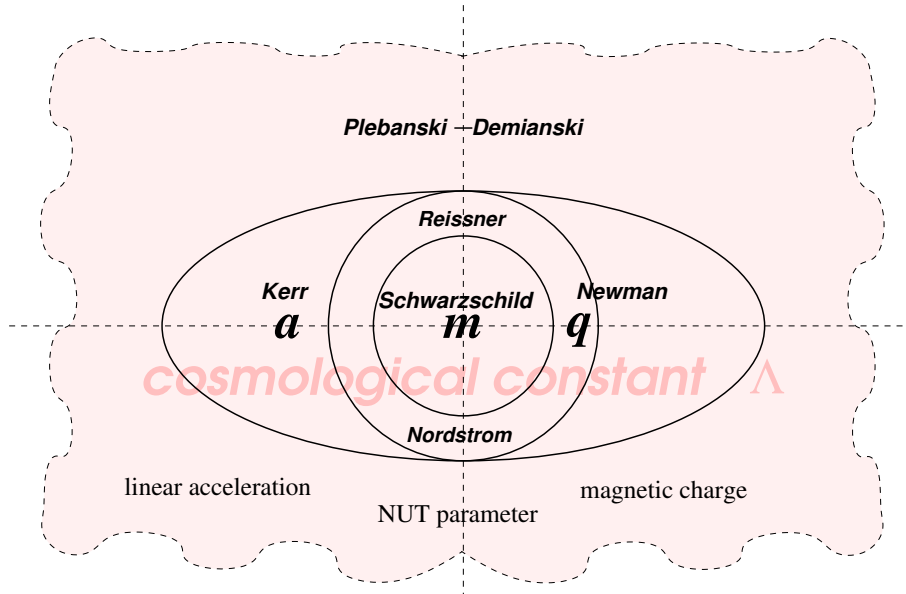 Plebanski – Demianski
Reissner
Kerr
Schwarzschild
Newman
a
m
q
cosmological constant Λ
Nordstrom
linear acceleration
magnetic charge
NUT parameter